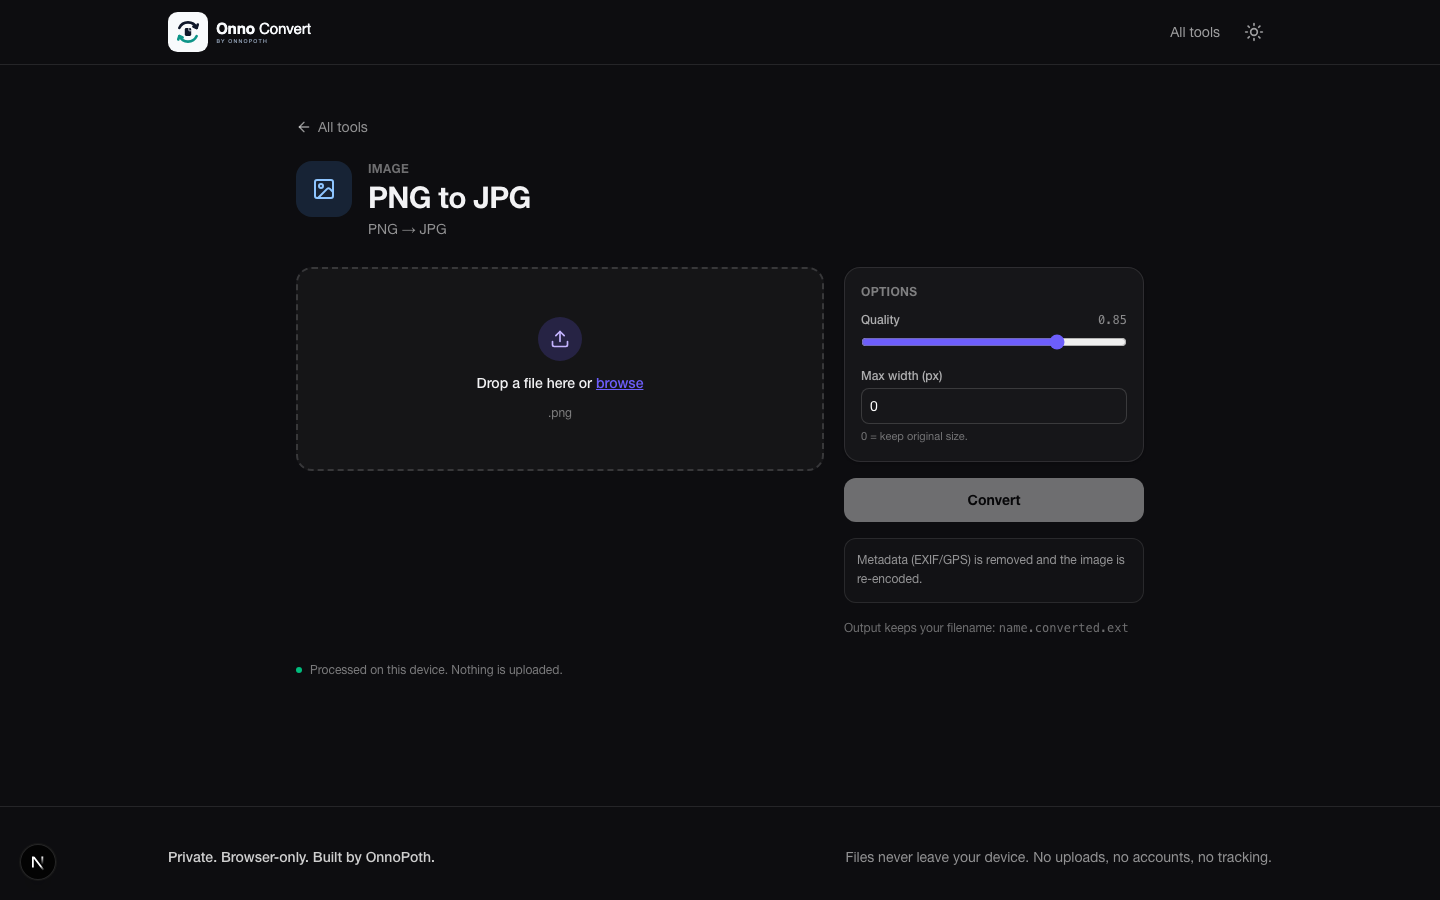 Onno Convert
BY ONNOPOTH
All tools
← All tools
IMAGE
PNG to JPG
PNG → JPG
Drop a file here or browse
.png
OPTIONS
Quality 0.85
Max width (px)
0
0 = keep original size.
Convert
Metadata (EXIF/GPS) is removed and the image is
re-encoded.
Output keeps your filename: name.converted.ext
Processed on this device. Nothing is uploaded.
N
Private. Browser-only. Built by OnnoPoth.
Files never leave your device. No uploads, no accounts, no tracking.